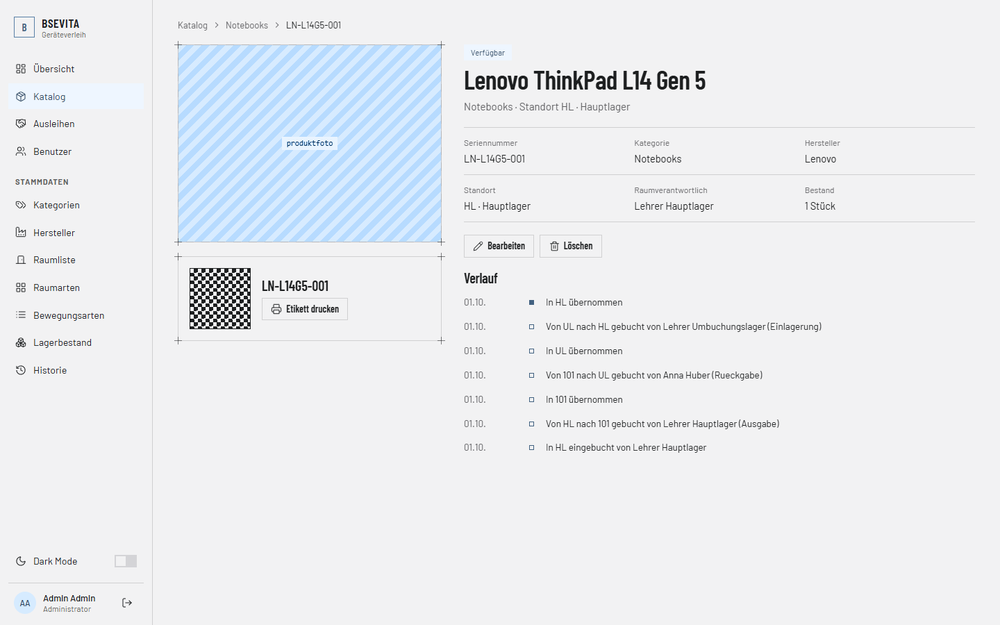 B
BSEVITA
Geräteverleih
Übersicht
Katalog
Ausleihen
Benutzer
STAMMDATEN
Kategorien
Hersteller
Raumliste
Raumarten
Bewegungsarten
Lagerbestand
Historie
Dark Mode
AA
Admin Admin
Administrator
Katalog > Notebooks > LN-L14G5-001
produktfoto
LN-L14G5-001
Etikett drucken
Verfügbar
Lenovo ThinkPad L14 Gen 5
Notebooks · Standort HL · Hauptlager
Seriennummer Kategorie Hersteller
LN-L14G5-001 Notebooks Lenovo
Standort Raumverantwortlich Bestand
HL · Hauptlager Lehrer Hauptlager 1 Stück
Bearbeiten Löschen
Verlauf
01.10. In HL übernommen
01.10. Von UL nach HL gebucht von Lehrer Umbuchungslager (Einlagerung)
01.10. In UL übernommen
01.10. Von 101 nach UL gebucht von Anna Huber (Rueckgabe)
01.10. In 101 übernommen
01.10. Von HL nach 101 gebucht von Lehrer Hauptlager (Ausgabe)
01.10. In HL eingebucht von Lehrer Hauptlager